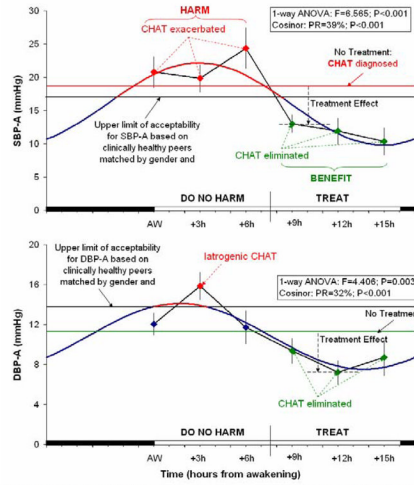 HARM
CHAT exacerbated
1-way ANOVA: F=6.565; P<0.001
Cosinor: PR=39%; P<0.001
No Treatment:
CHAT diagnosed
Upper limit of acceptability
for SBP-A based on
clinically healthy peers
matched by gender and
Treatment Effect
CHAT eliminated
BENEFIT
SBP-A (mmHg)
30
25
20
15
10
5
0
DO NO HARM
TREAT
AW
+3h
+6h
+9h
+12h
+15h
Upper limit of acceptability
for DBP-A based on
clinically healthy peers
matched by gender and
Iatrogenic CHAT
1-way ANOVA: F=4.406; P=0.003
Cosinor: PR=32%; P<0.001
No Treatment
Treatment Effect
CHAT eliminated
DBP-A (mmHg)
20
16
12
8
4
0
DO NO HARM
TREAT
AW
+3h
+6h
+9h
+12h
+15h
Time (hours from awakening)